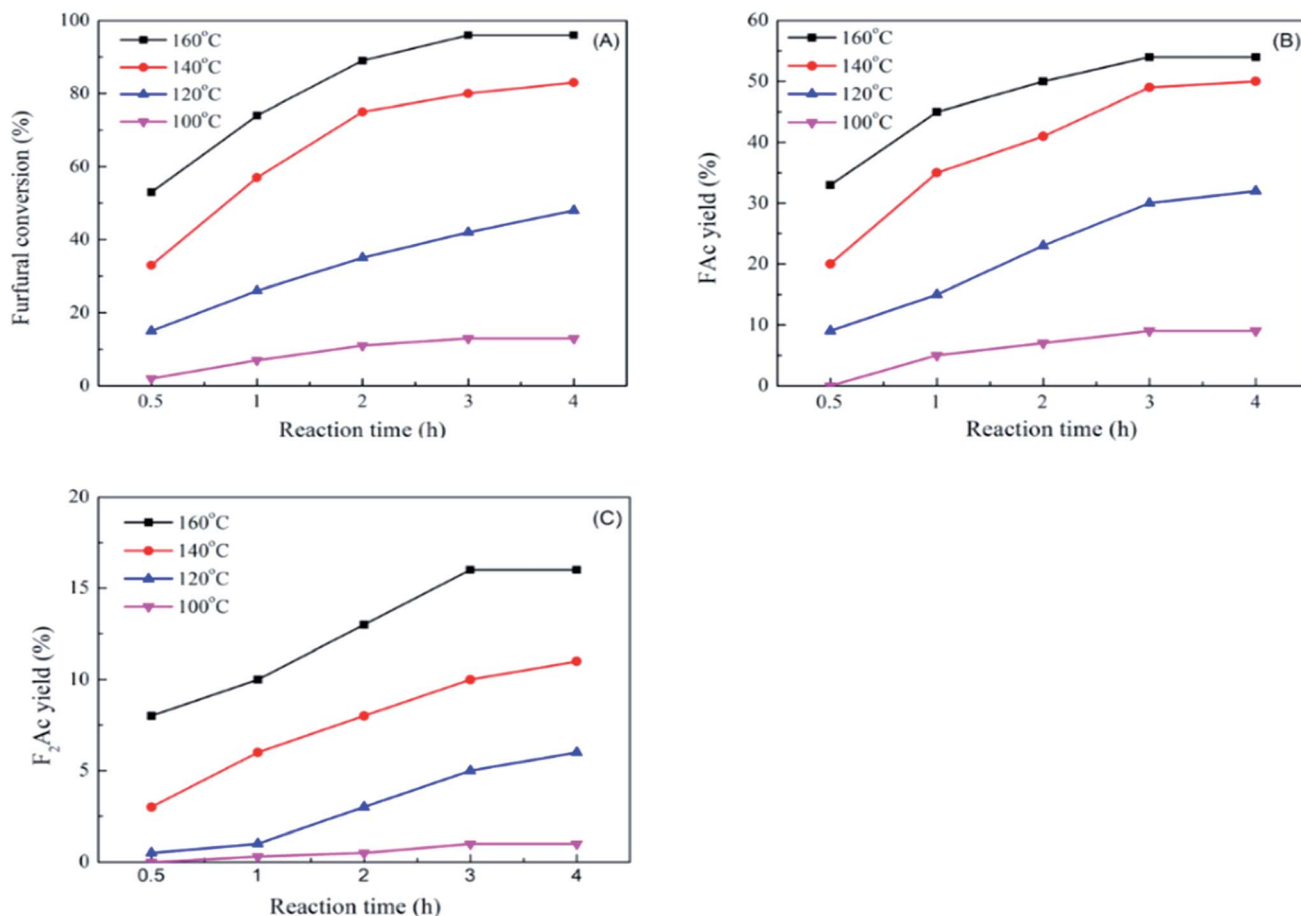 (A)
160°C
140°C
120°C
100°C
Furfural conversion (%)
100
80
60
40
20
0
0.5 1 2 3 4
Reaction time (h)
(B)
160°C
140°C
120°C
100°C
FAc yield (%)
60
50
40
30
20
10
0
0.5 1 2 3 4
Reaction time (h)
(C)
160°C
140°C
120°C
100°C
F₂Ac yield (%)
20
15
10
5
0
0.5 1 2 3 4
Reaction time (h)